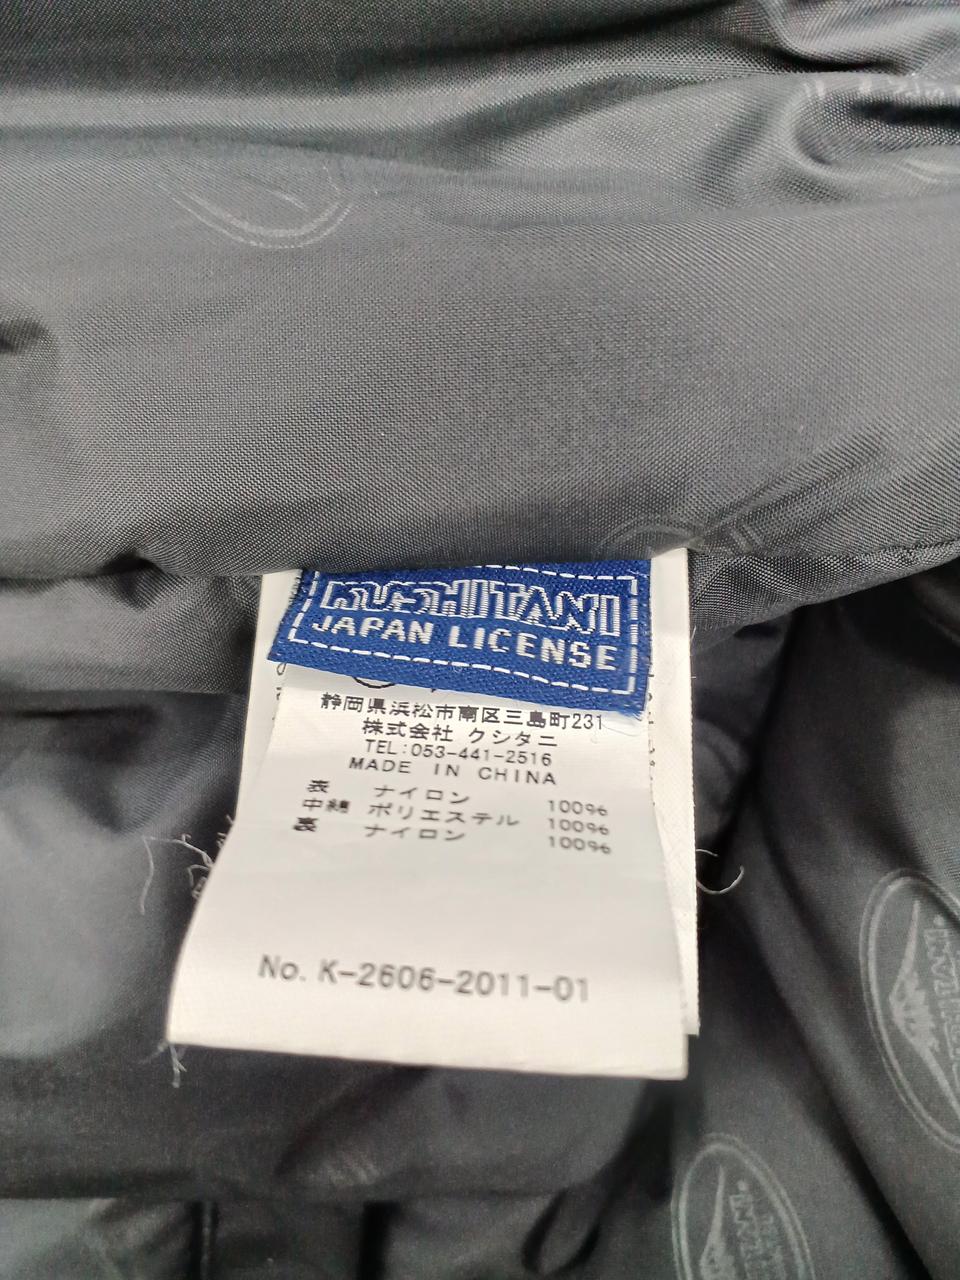 KUSHITANI
JAPAN LICENSE
静岡県浜松市南区三島町231
株式会社 クシタニ
TEL:053-441-2516
MADE IN CHINA
表 ナイロン 100%
中綿 ポリエステル 100%
裏 ナイロン 100%
No. K-2606-2011-01
KUSHITANI